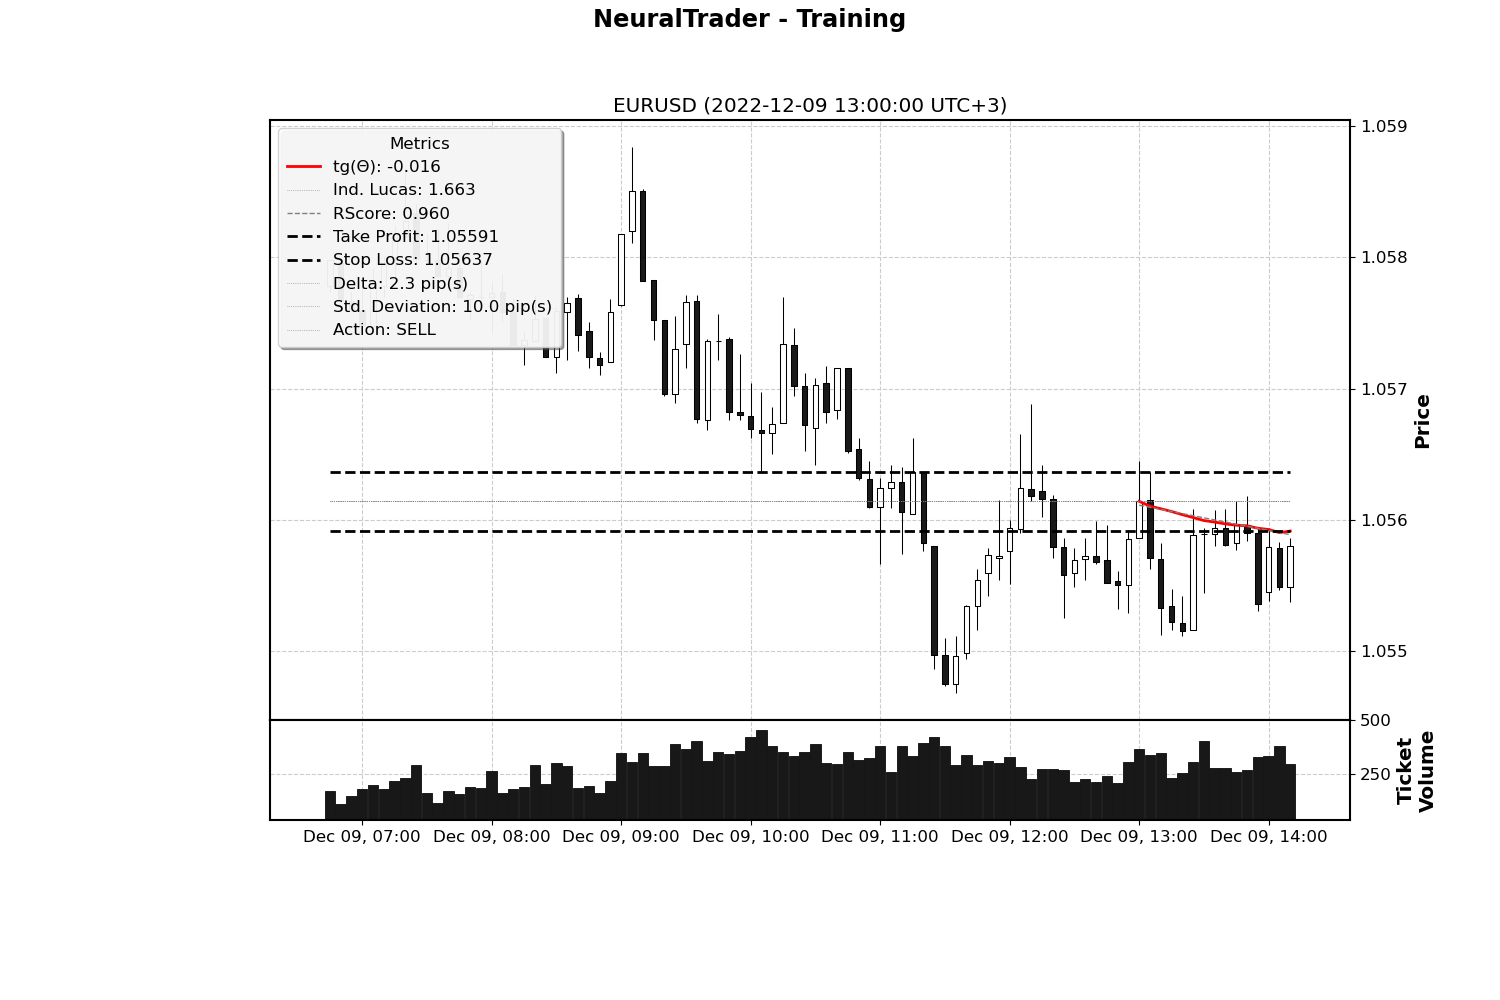 NeuralTrader - Training
EURUSD (2022-12-09 13:00:00 UTC+3)
Metrics
tg(Θ): -0.016
Ind. Lucas: 1.663
RScore: 0.960
Take Profit: 1.05591
Stop Loss: 1.05637
Delta: 2.3 pip(s)
Std. Deviation: 10.0 pip(s)
Action: SELL
1.059
1.058
1.057
1.056
1.055
Price
500
250
Ticket
Volume
Dec 09, 07:00 Dec 09, 08:00 Dec 09, 09:00 Dec 09, 10:00 Dec 09, 11:00 Dec 09, 12:00 Dec 09, 13:00 Dec 09, 14:00